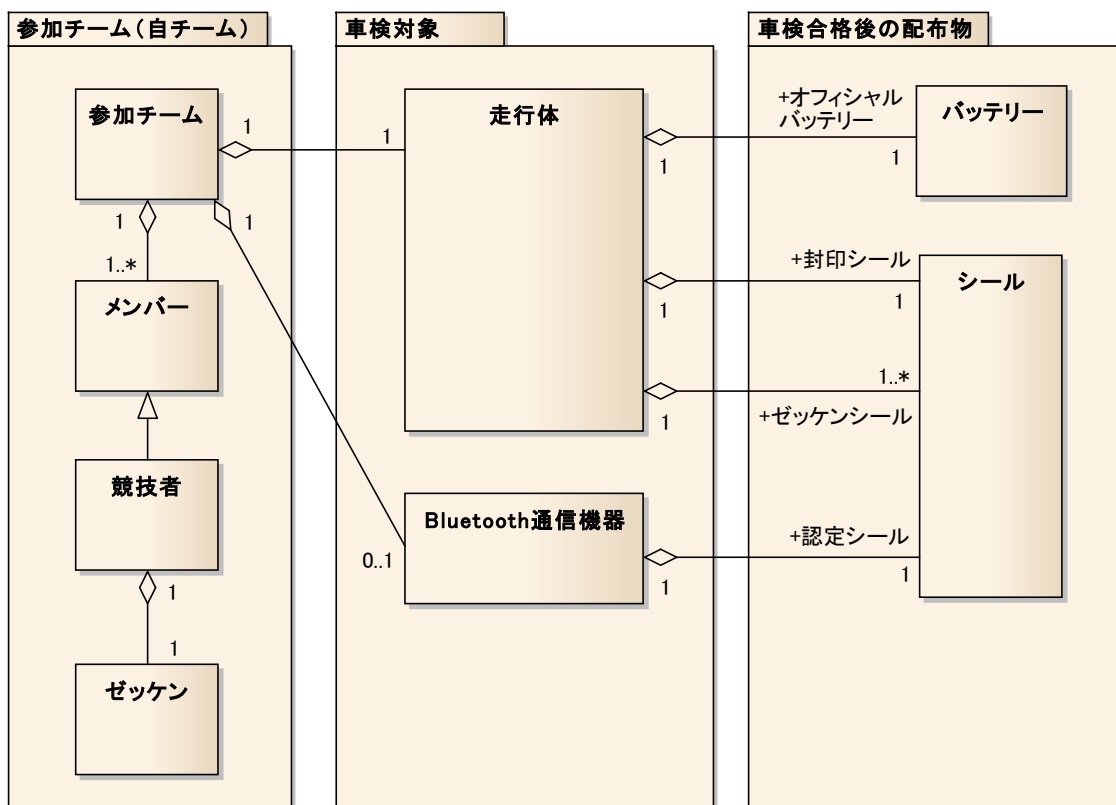 参加チーム（自チーム）
参加チーム
1
1
1
1..*
メンバー
競技者
1
1
ゼッケン
車検対象
1
走行体
1
1
1
0..1
Bluetooth通信機器
1
車検合格後の配布物
+オフィシャル
バッテリー
1
バッテリー
+封印シール
1
シール
1..*
+ゼッケンシール
+認定シール
1